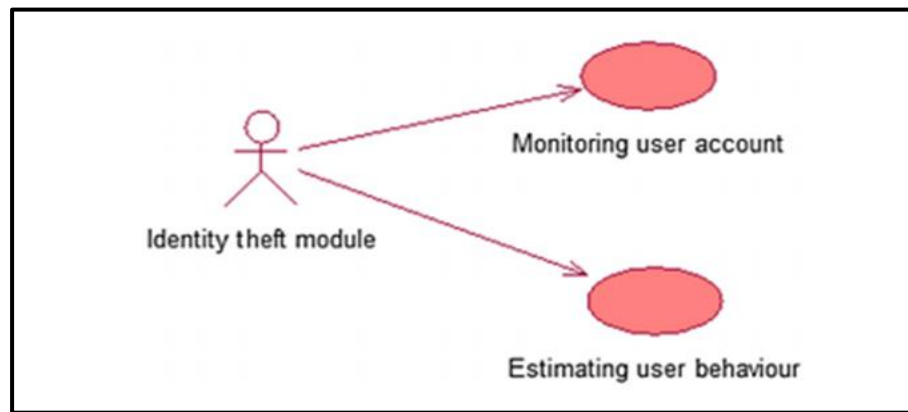 Monitoring user account
Identity theft module
Estimating user behaviour